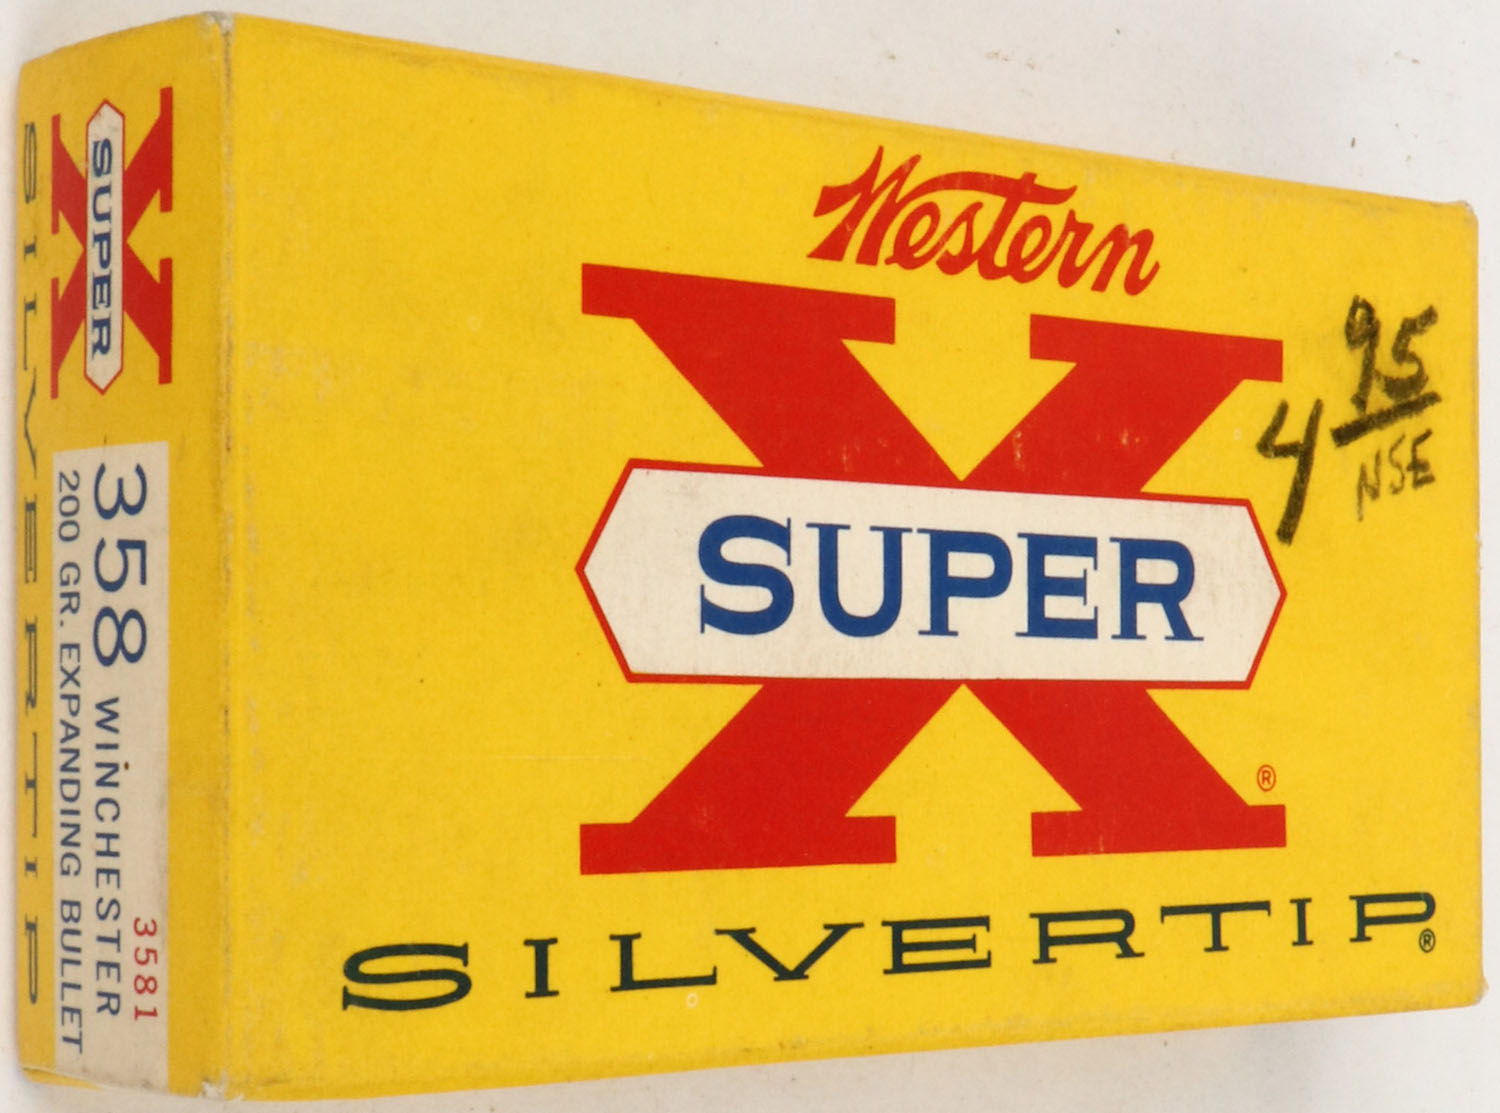 Western
SUPER
X
®
SILVERTIP®
4 95
NSE
SUPER
X
SILVERTIP
3581
358 WINCHESTER
200 GR. EXPANDING BULLET